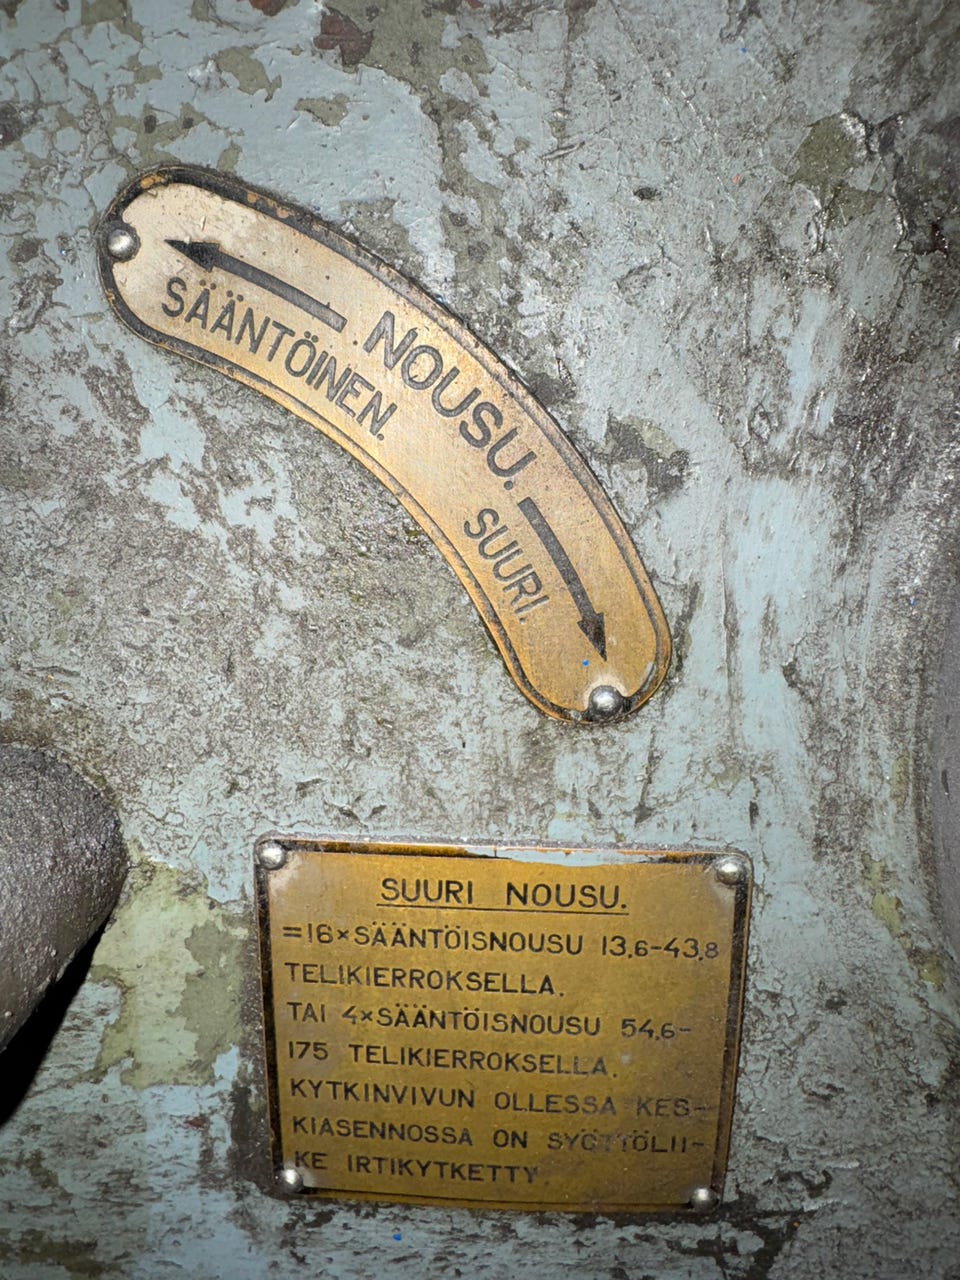 NOUSU.
SÄÄNTÖINEN.
SUURI.
SUURI NOUSU.
=16×SÄÄNTÖISNOUSU 13,6-43,8
TELIKIERROKSELLA.
TAI 4×SÄÄNTÖISNOUSU 54,6-
175 TELIKIERROKSELLA.
KYTKINVIVUN OLLESSA KES-
KIASENNOSSA ON SYÖTTÖLII-
KE IRTIKYTKETTY.